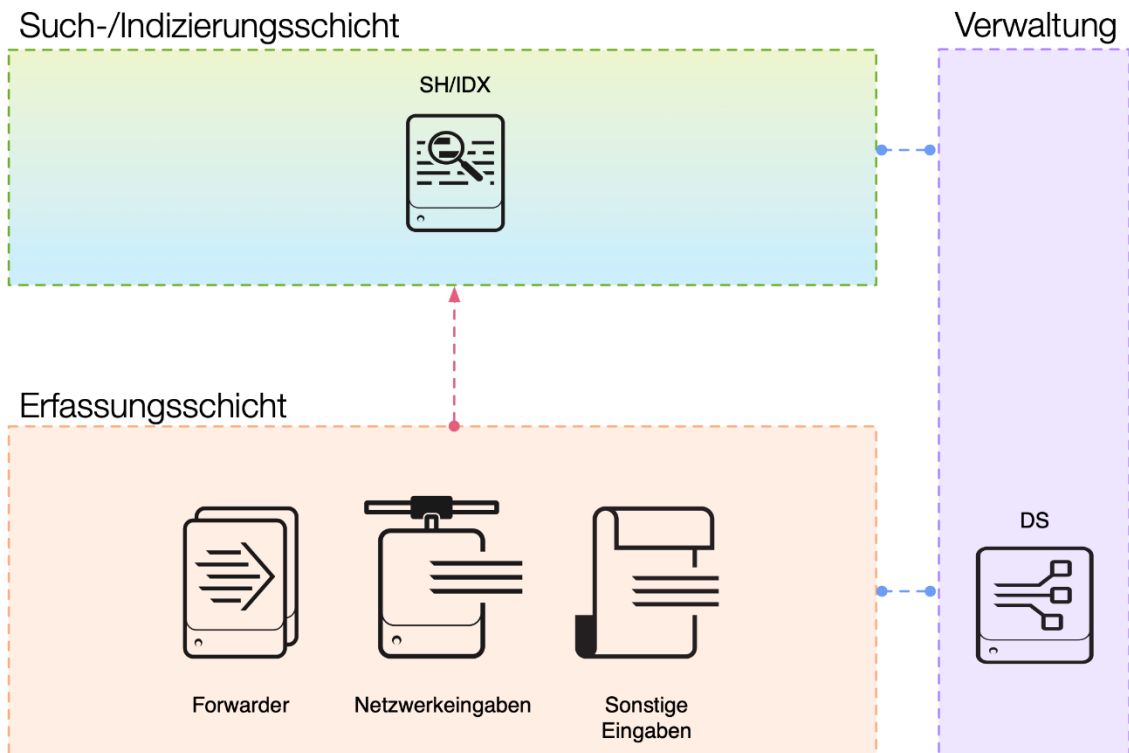 Such-/Indizierungsschicht
Verwaltung
SH/IDX
Erfassungsschicht
DS
Forwarder
Netzwerkeingaben
Sonstige
Eingaben